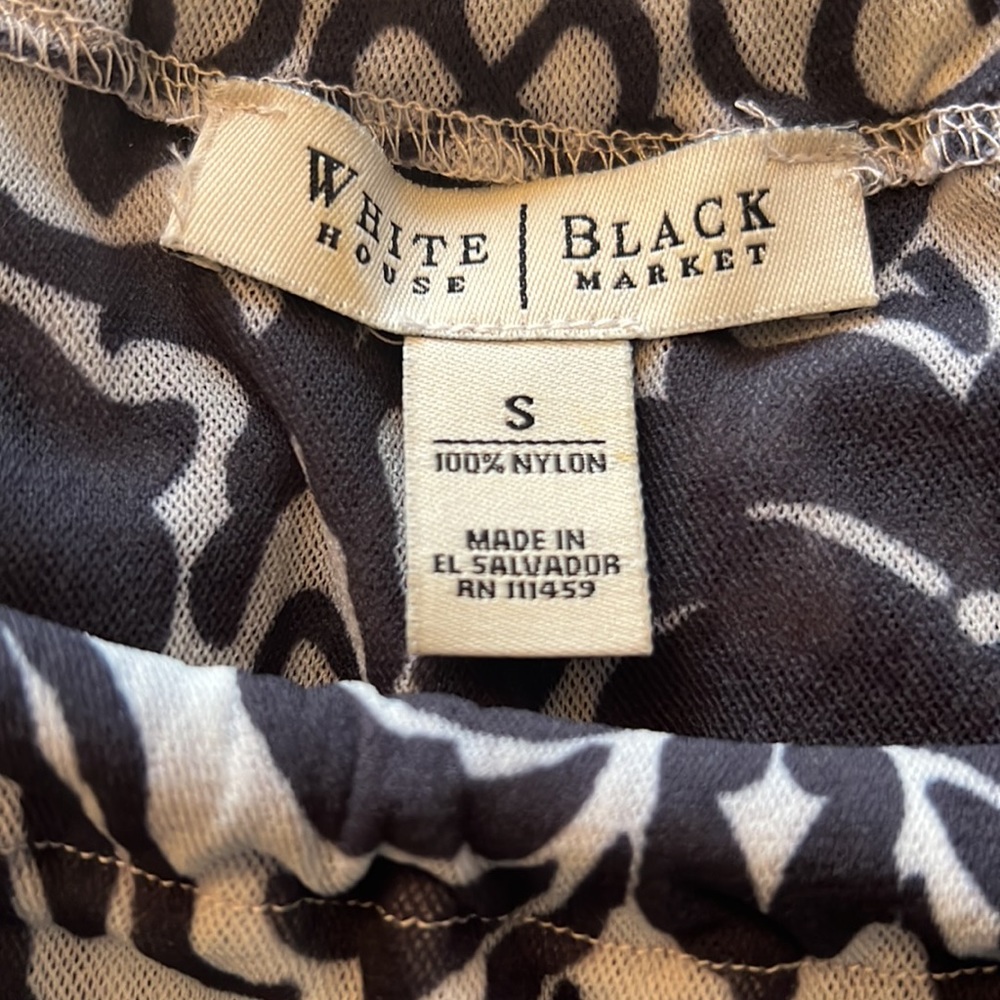 WHITE HOUSE | BLACK MARKET
S
100% NYLON
MADE IN
EL SALVADOR
RN 111459